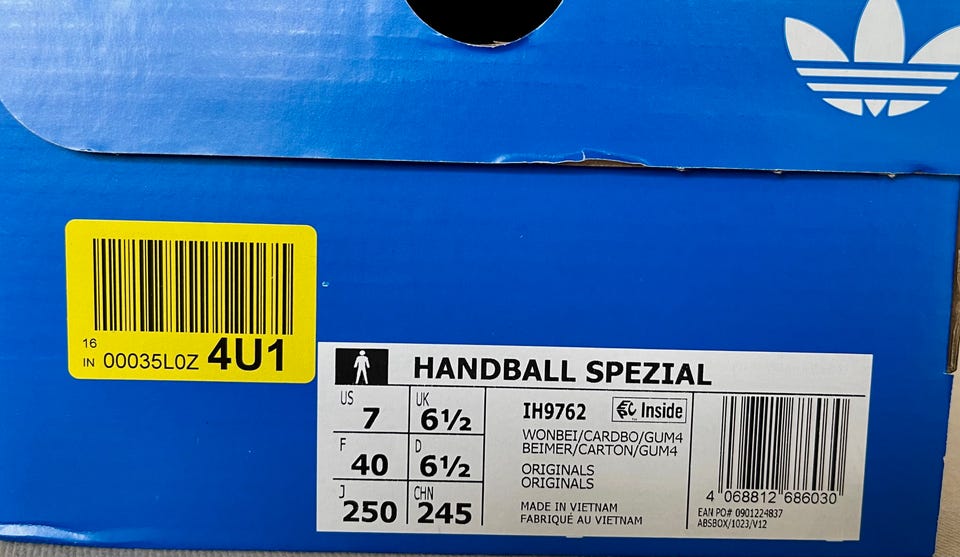 16
IN 00035L0Z 4U1
HANDBALL SPEZIAL
US 7 UK 6½
F 40 D 6½
J 250 CHN 245
IH9762 Inside
WONBEI/CARDBO/GUM4
BEIMER/CARTON/GUM4
ORIGINALS
ORIGINALS
MADE IN VIETNAM
FABRIQUÉ AU VIETNAM
4 068812 686030
EAN PO# 0901224837
ABSBOX/1023/V12